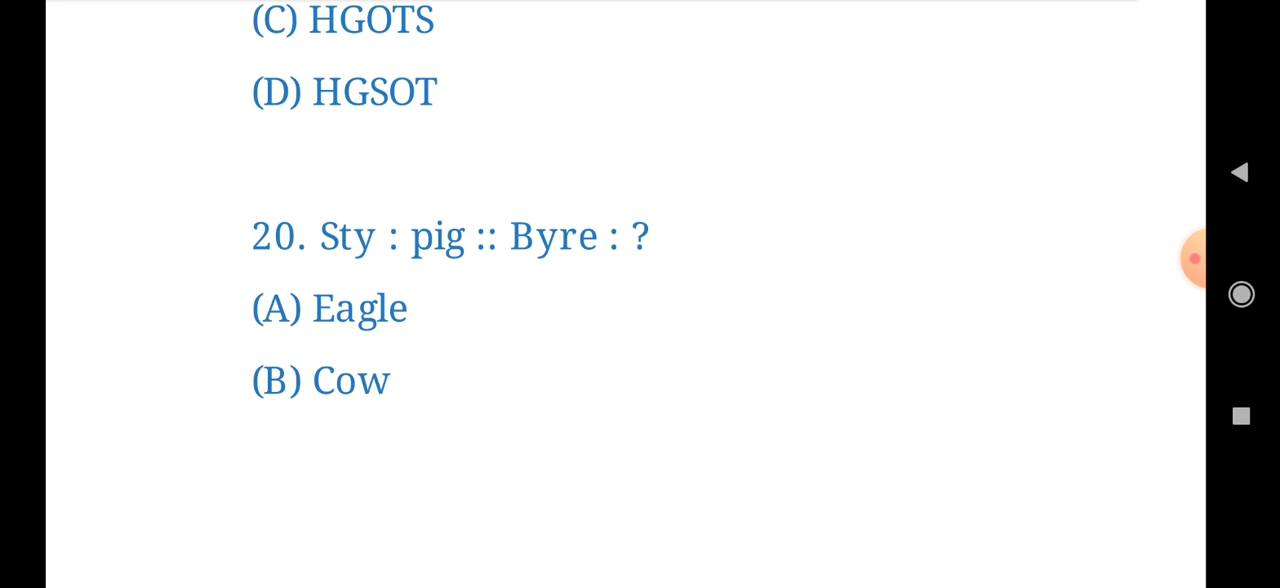 (C) HGOTS
(D) HGSOT
20. Sty : pig :: Byre : ?
(A) Eagle
(B) Cow